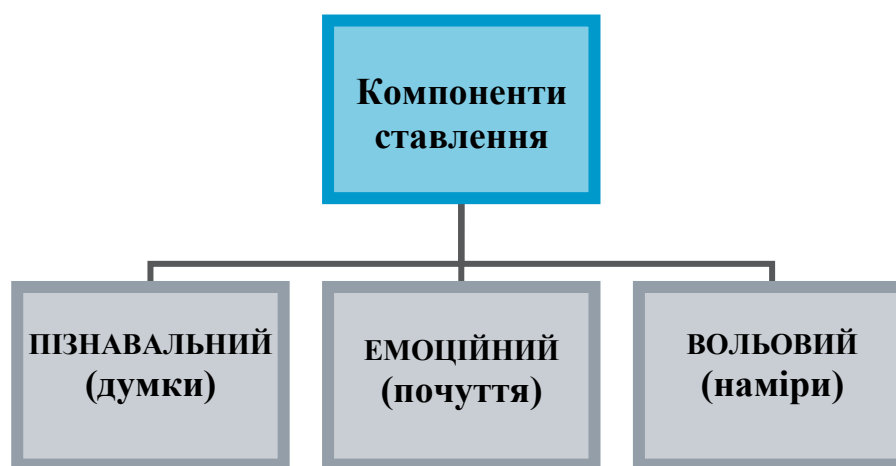 Компоненти
ставлення
ПІЗНАВАЛЬНИЙ
(думки)
ЕМОЦІЙНИЙ
(почуття)
ВОЛЬОВИЙ
(наміри)